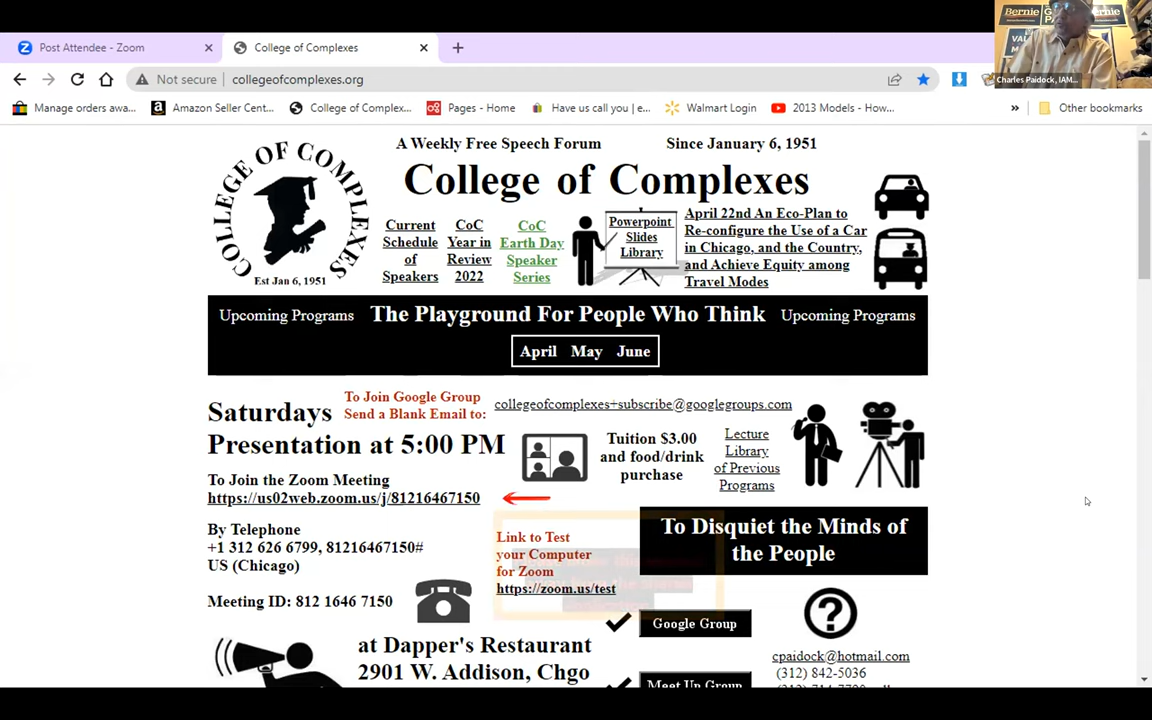 Post Attendee - Zoom
College of Complexes
Not secure
collegeofcomplexes.org
Manage orders awa...
Amazon Seller Cent...
College of Complex...
Pages - Home
Have us call you | e...
Walmart Login
2013 Models - How...
Other bookmarks
Bernie
Bernie
Charles Paidock, IAM...
A Weekly Free Speech Forum
Since January 6, 1951
College of Complexes
COLLEGE OF COMPLEXES
Est Jan 6, 1951
Current
Schedule
of
Speakers
CoC
Year in
Review
2022
CoC
Earth Day
Speaker
Series
Powerpoint
Slides
Library
April 22nd An Eco-Plan to
Re-configure the Use of a Car
in Chicago, and the Country,
and Achieve Equity among
Travel Modes
Upcoming Programs
The Playground For People Who Think
Upcoming Programs
April May June
Saturdays
Presentation at 5:00 PM
To Join Google Group
Send a Blank Email to:
collegeofcomplexes+subscribe@googlegroups.com
Tuition $3.00
and food/drink
purchase
Lecture
Library
of Previous
Programs
To Join the Zoom Meeting
https://us02web.zoom.us/j/81216467150
By Telephone
+1 312 626 6799, 81216467150#
US (Chicago)
Meeting ID: 812 1646 7150
Link to Test
your Computer
for Zoom
https://zoom.us/test
To Disquiet the Minds of
the People
Google Group
Meet Up Group
at Dapper's Restaurant
2901 W. Addison, Chgo
cpaidock@hotmail.com
(312) 842-5036